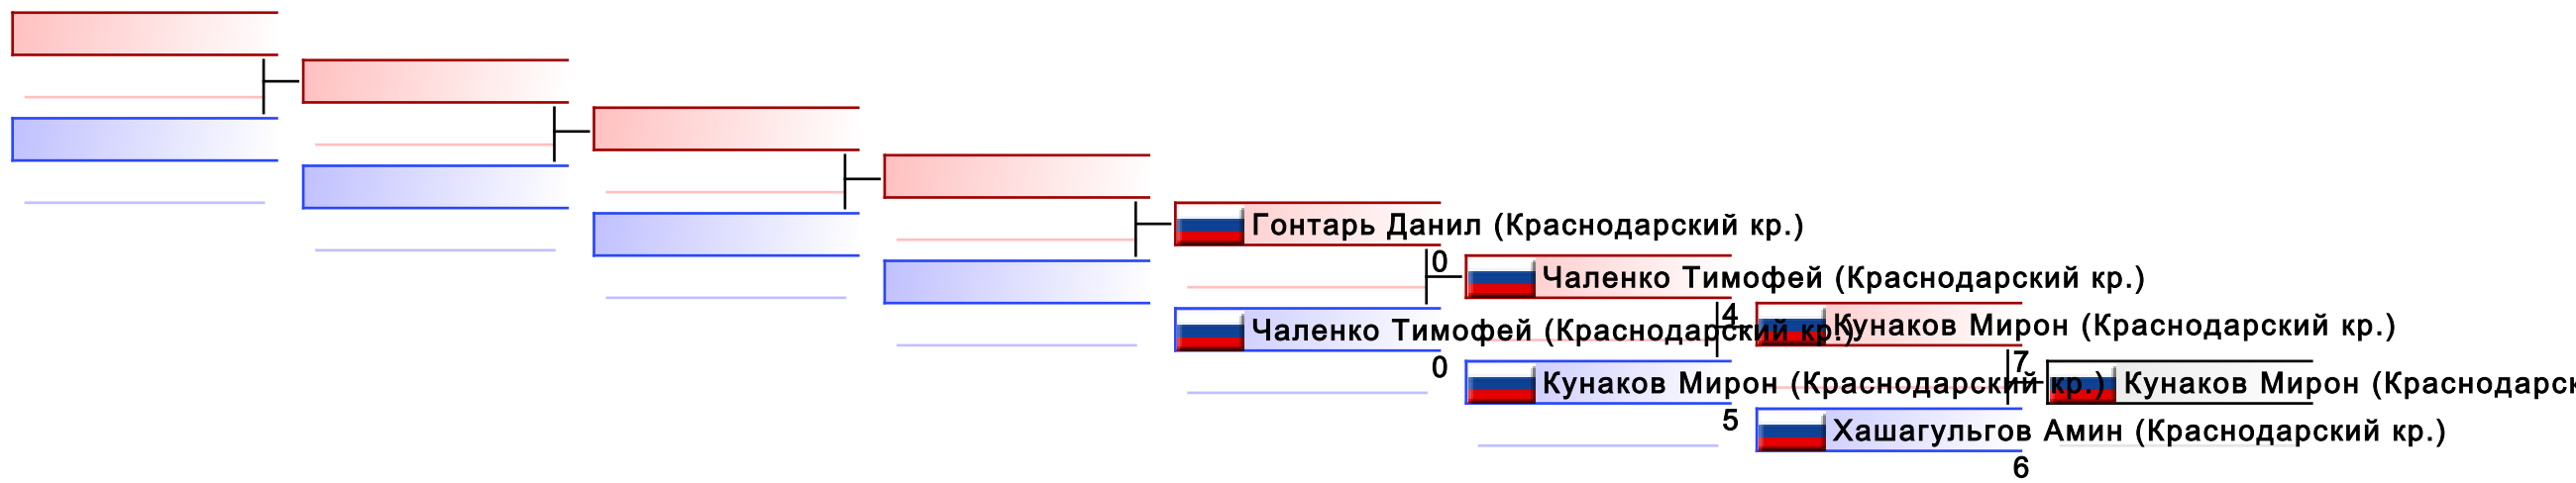 Гонтарь Данил (Краснодарский кр.)
0
Чаленко Тимофей (Краснодарский кр.)
Чаленко Тимофей (Краснодарский кр.)
4
Кунаков Мирон (Краснодарский кр.)
0
Кунаков Мирон (Краснодарский кр.)
7
Кунаков Мирон (Краснодарск
5
Хашагульгов Амин (Краснодарский кр.)
6